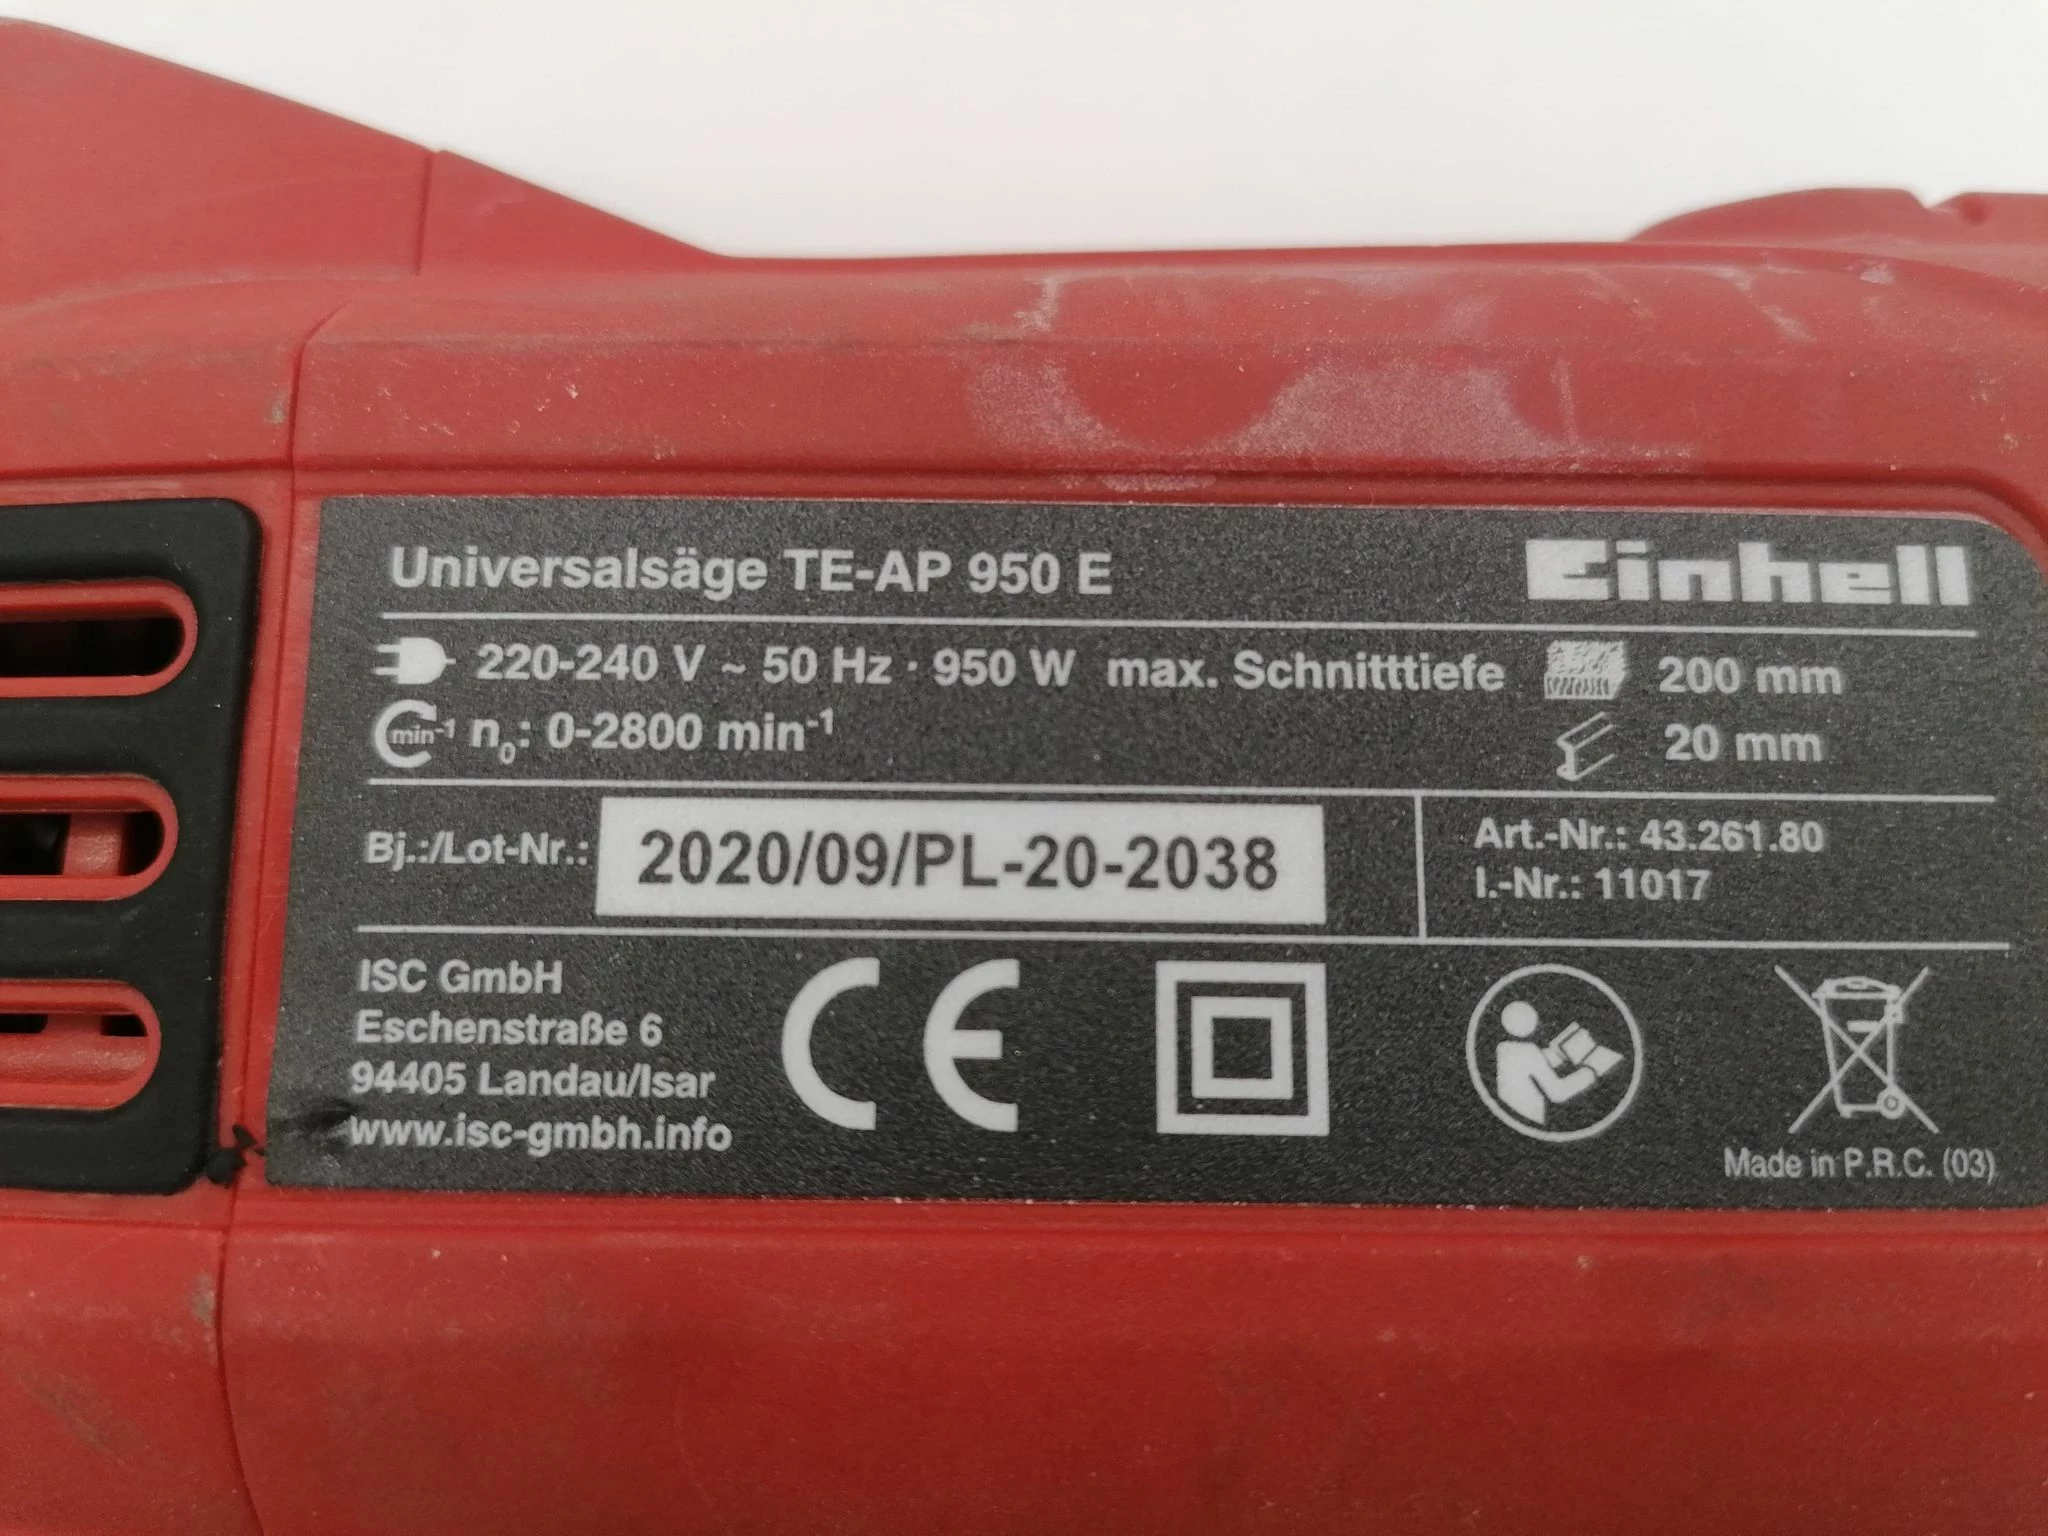 Universalsäge TE-AP 950 E
Einhell
220-240 V ~ 50 Hz · 950 W max. Schnitttiefe 200 mm
min-1 n0: 0-2800 min-1 20 mm
Bj.:/Lot-Nr.: 2020/09/PL-20-2038
Art.-Nr.: 43.261.80
I.-Nr.: 11017
ISC GmbH
Eschenstraße 6
94405 Landau/Isar
www.isc-gmbh.info
CE
Made in P.R.C. (03)